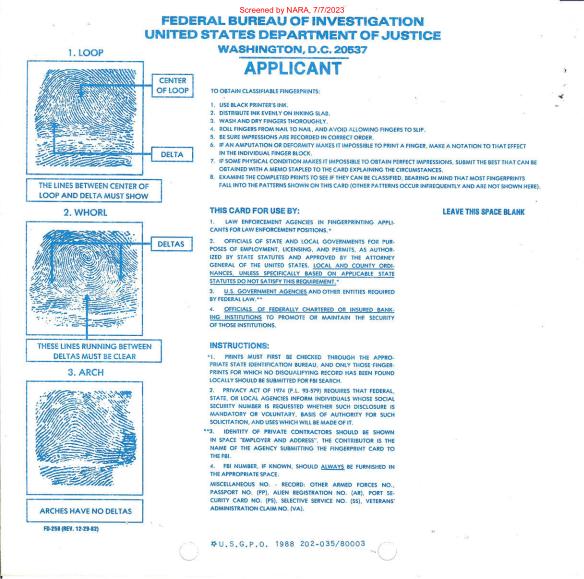 Screened by NARA, 7/7/2023
FEDERAL BUREAU OF INVESTIGATION
UNITED STATES DEPARTMENT OF JUSTICE
WASHINGTON, D.C. 20537
APPLICANT
1. LOOP
CENTER
OF LOOP
DELTA
THE LINES BETWEEN CENTER OF
LOOP AND DELTA MUST SHOW
2. WHORL
DELTAS
THESE LINES RUNNING BETWEEN
DELTAS MUST BE CLEAR
3. ARCH
ARCHES HAVE NO DELTAS
FD-258 (REV. 12-29-82)
TO OBTAIN CLASSIFIABLE FINGERPRINTS:
1. USE BLACK PRINTER'S INK.
2. DISTRIBUTE INK EVENLY ON INKING SLAB.
3. WASH AND DRY FINGERS THOROUGHLY.
4. ROLL FINGERS FROM NAIL TO NAIL, AND AVOID ALLOWING FINGERS TO SLIP.
5. BE SURE IMPRESSIONS ARE RECORDED IN CORRECT ORDER.
6. IF AN AMPUTATION OR DEFORMITY MAKES IT IMPOSSIBLE TO PRINT A FINGER, MAKE A NOTATION TO THAT EFFECT
IN THE INDIVIDUAL FINGER BLOCK.
7. IF SOME PHYSICAL CONDITION MAKES IT IMPOSSIBLE TO OBTAIN PERFECT IMPRESSIONS, SUBMIT THE BEST THAT CAN BE
OBTAINED WITH A MEMO STAPLED TO THE CARD EXPLAINING THE CIRCUMSTANCES.
8. EXAMINE THE COMPLETED PRINTS TO SEE IF THEY CAN BE CLASSIFIED, BEARING IN MIND THAT MOST FINGERPRINTS
FALL INTO THE PATTERNS SHOWN ON THIS CARD (OTHER PATTERNS OCCUR INFREQUENTLY AND ARE NOT SHOWN HERE).
THIS CARD FOR USE BY:
1. LAW ENFORCEMENT AGENCIES IN FINGERPRINTING APPLI-
CANTS FOR LAW ENFORCEMENT POSITIONS.*
2. OFFICIALS OF STATE AND LOCAL GOVERNMENTS FOR PUR-
POSES OF EMPLOYMENT, LICENSING, AND PERMITS, AS AUTHOR-
IZED BY STATE STATUTES AND APPROVED BY THE ATTORNEY
GENERAL OF THE UNITED STATES. LOCAL AND COUNTY ORDI-
NANCES, UNLESS SPECIFICALLY BASED ON APPLICABLE STATE
STATUTES DO NOT SATISFY THIS REQUIREMENT.*
3. U.S. GOVERNMENT AGENCIES AND OTHER ENTITIES REQUIRED
BY FEDERAL LAW.**
4. OFFICIALS OF FEDERALLY CHARTERED OR INSURED BANK-
ING INSTITUTIONS TO PROMOTE OR MAINTAIN THE SECURITY
OF THOSE INSTITUTIONS.
LEAVE THIS SPACE BLANK
INSTRUCTIONS:
*1. PRINTS MUST FIRST BE CHECKED THROUGH THE APPRO-
PRIATE STATE IDENTIFICATION BUREAU, AND ONLY THOSE FINGER-
PRINTS FOR WHICH NO DISQUALIFYING RECORD HAS BEEN FOUND
LOCALLY SHOULD BE SUBMITTED FOR FBI SEARCH.
2. PRIVACY ACT OF 1974 (P.L. 93-579) REQUIRES THAT FEDERAL,
STATE, OR LOCAL AGENCIES INFORM INDIVIDUALS WHOSE SOCIAL
SECURITY NUMBER IS REQUESTED WHETHER SUCH DISCLOSURE IS
MANDATORY OR VOLUNTARY, BASIS OF AUTHORITY FOR SUCH
SOLICITATION, AND USES WHICH WILL BE MADE OF IT.
**3. IDENTITY OF PRIVATE CONTRACTORS SHOULD BE SHOWN
IN SPACE "EMPLOYER AND ADDRESS". THE CONTRIBUTOR IS THE
NAME OF THE AGENCY SUBMITTING THE FINGERPRINT CARD TO
THE FBI.
4. FBI NUMBER, IF KNOWN, SHOULD ALWAYS BE FURNISHED IN
THE APPROPRIATE SPACE.
MISCELLANEOUS NO. - RECORD: OTHER ARMED FORCES NO.,
PASSPORT NO. (PP), ALIEN REGISTRATION NO. (AR), PORT SE-
CURITY CARD NO. (PS), SELECTIVE SERVICE NO. (SS), VETERANS'
ADMINISTRATION CLAIM NO. (VA).
☆U.S.G.P.O. 1988 202-035/80003